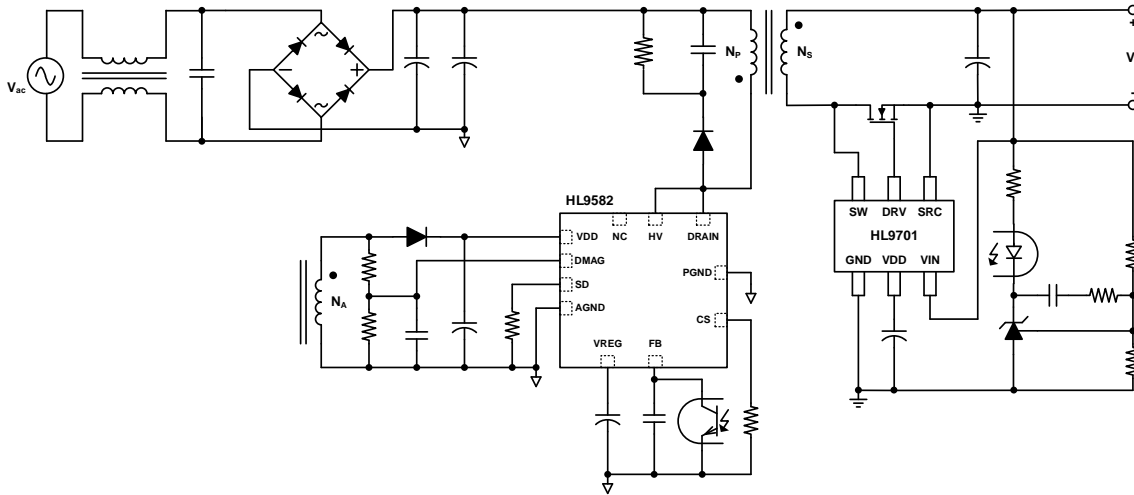 Vac
NP
NS
+
V
−
HL9582
VDD
NC
HV
DRAIN
DMAG
SD
AGND
PGND
CS
VREG
FB
NA
SW
DRV
SRC
HL9701
GND
VDD
VIN